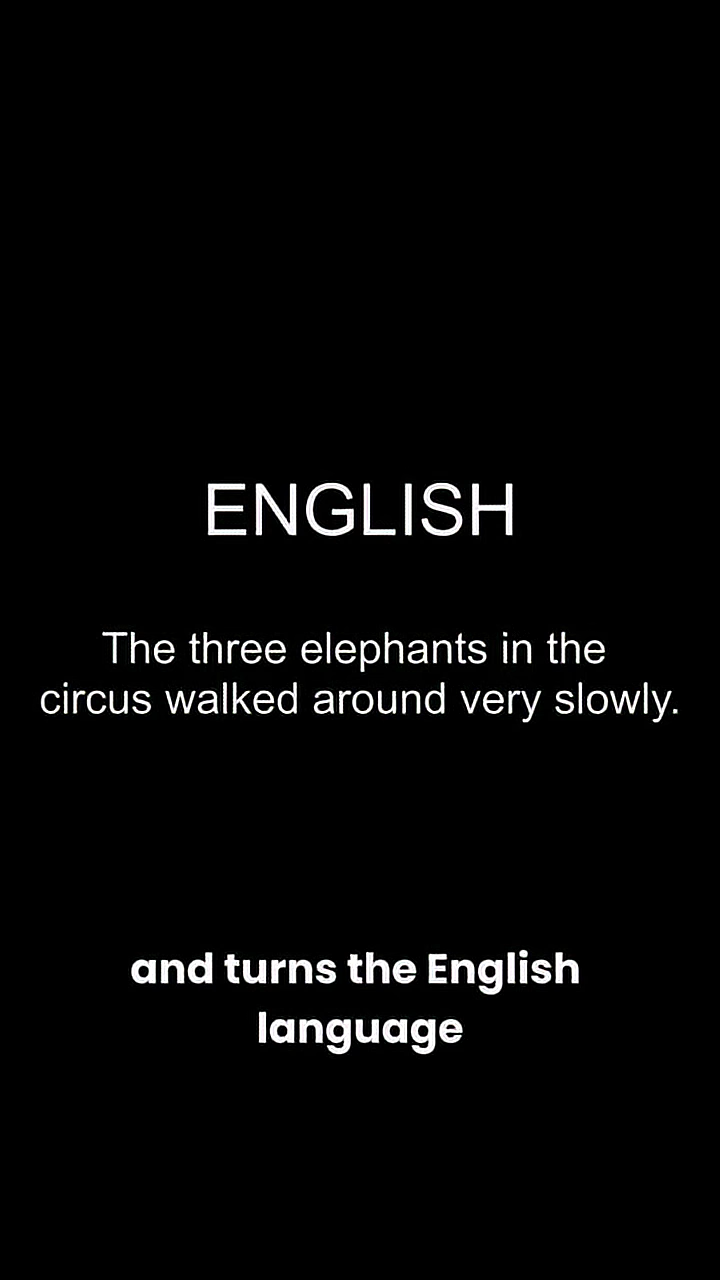 ENGLISH
The three elephants in the
circus walked around very slowly.
and turns the English
language